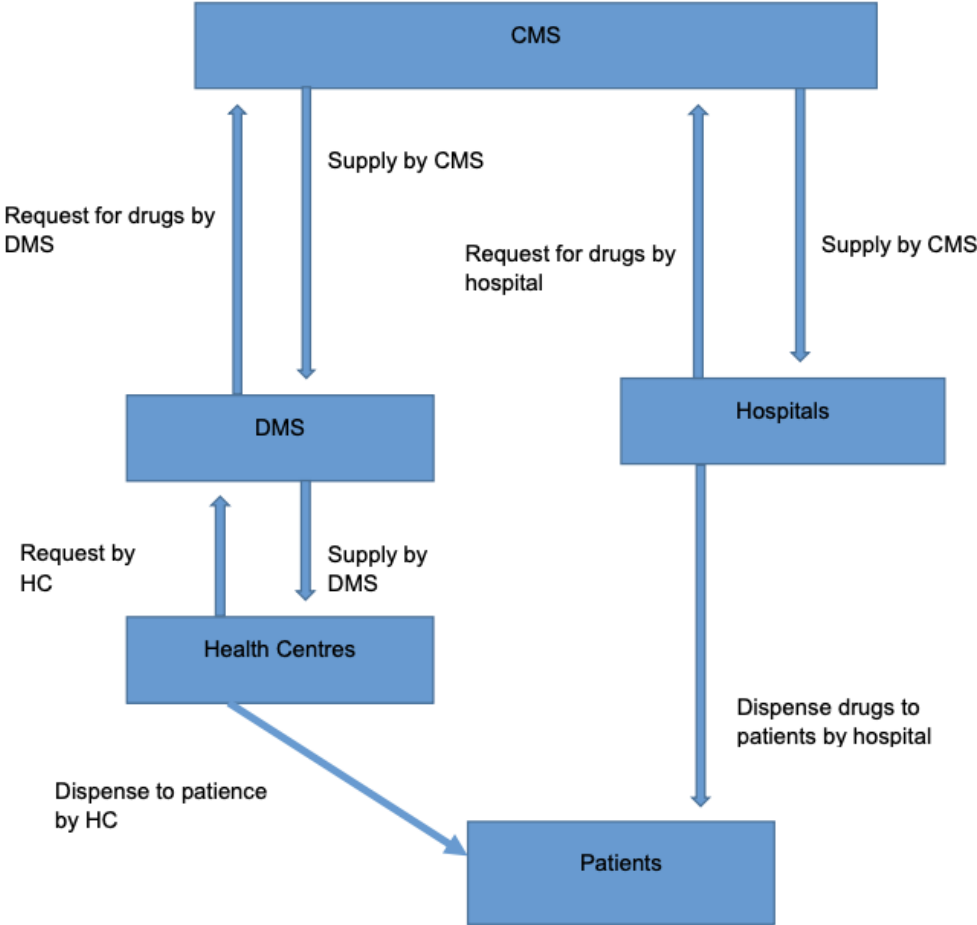 CMS
Supply by CMS
Request for drugs by
DMS
Request for drugs by
hospital
Supply by CMS
DMS
Hospitals
Request by
HC
Supply by
DMS
Health Centres
Dispense drugs to
patients by hospital
Dispense to patience
by HC
Patients